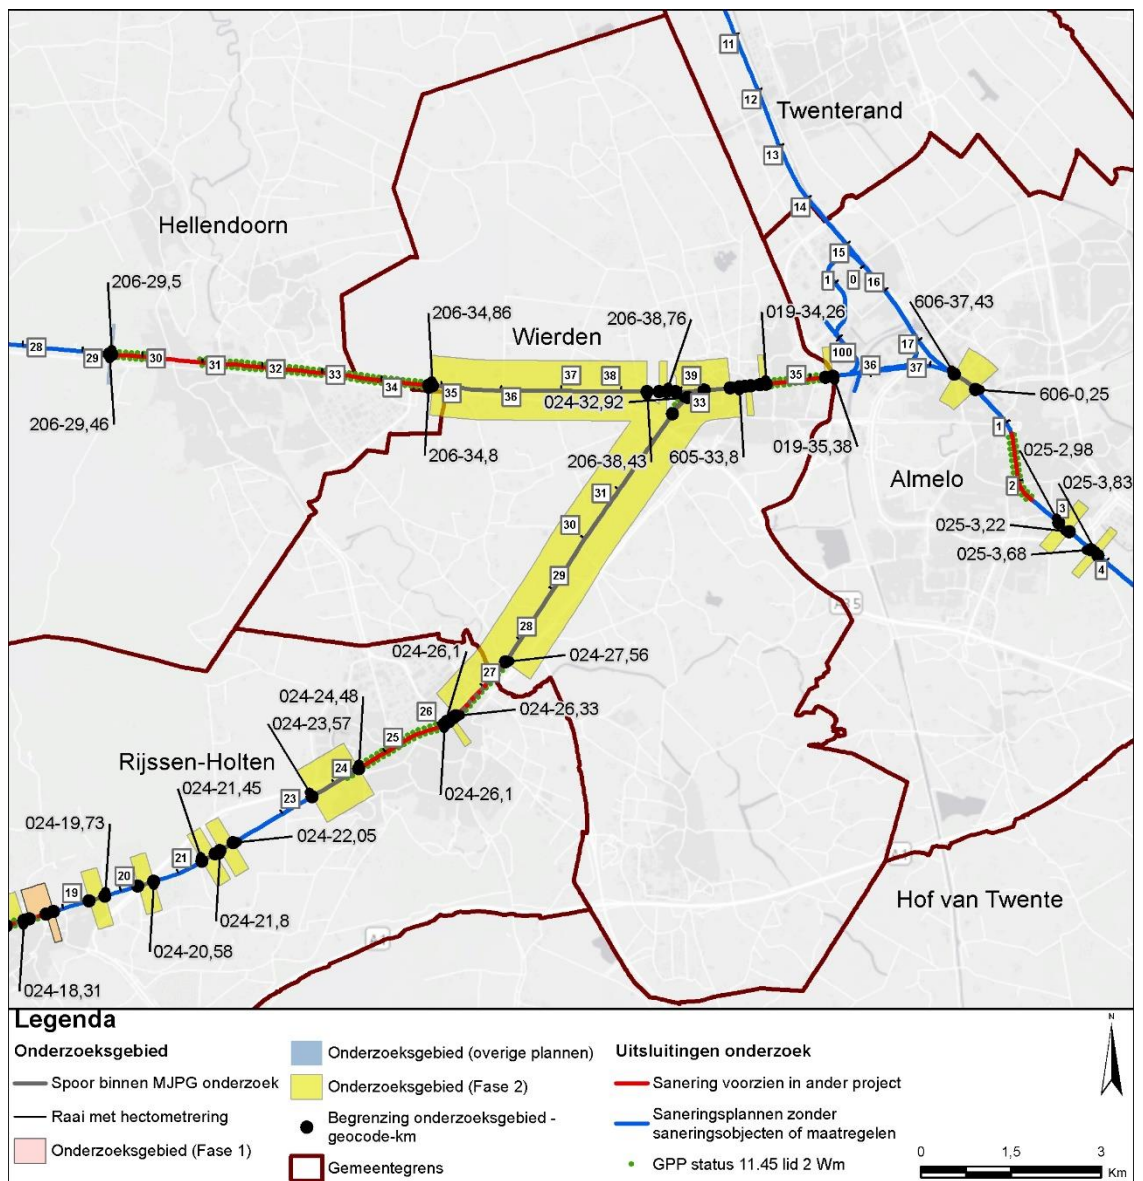 11
12
Twenterand
13
14
Hellendoorn
15
1
0
16
206-29,5
606-37,43
206-34,86
Wierden
206-38,76
019-34,26
28
29
30
31
32
33
34
35
36
37
38
024-32,92
39
33
35
100
36
17
37
206-29,46
206-34,8
206-38,43
605-33,8
019-35,38
606-0,25
1
025-2,98
025-3,83
Almelo
2
3
025-3,22
025-3,68
4
31
30
29
A35
28
024-26,1
27
024-27,56
024-24,48
024-23,57
26
024-26,33
25
Rijssen-Holten
24
024-21,45
23
024-26,1
024-19,73
024-22,05
21
20
19
024-21,8
024-20,58
024-18,31
A1
A1
Hof van Twente
Legenda
Onderzoeksgebied
Spoor binnen MJPG onderzoek
Raai met hectometrering
Onderzoeksgebied (Fase 1)
Onderzoeksgebied (overige plannen)
Onderzoeksgebied (Fase 2)
Begrenzing onderzoeksgebied -
geocode-km
Gemeentegrens
Uitsluitingen onderzoek
Sanering voorzien in ander project
Saneringsplannen zonder
saneringsobjecten of maatregelen
GPP status 11.45 lid 2 Wm
N
0 1,5 3
Km